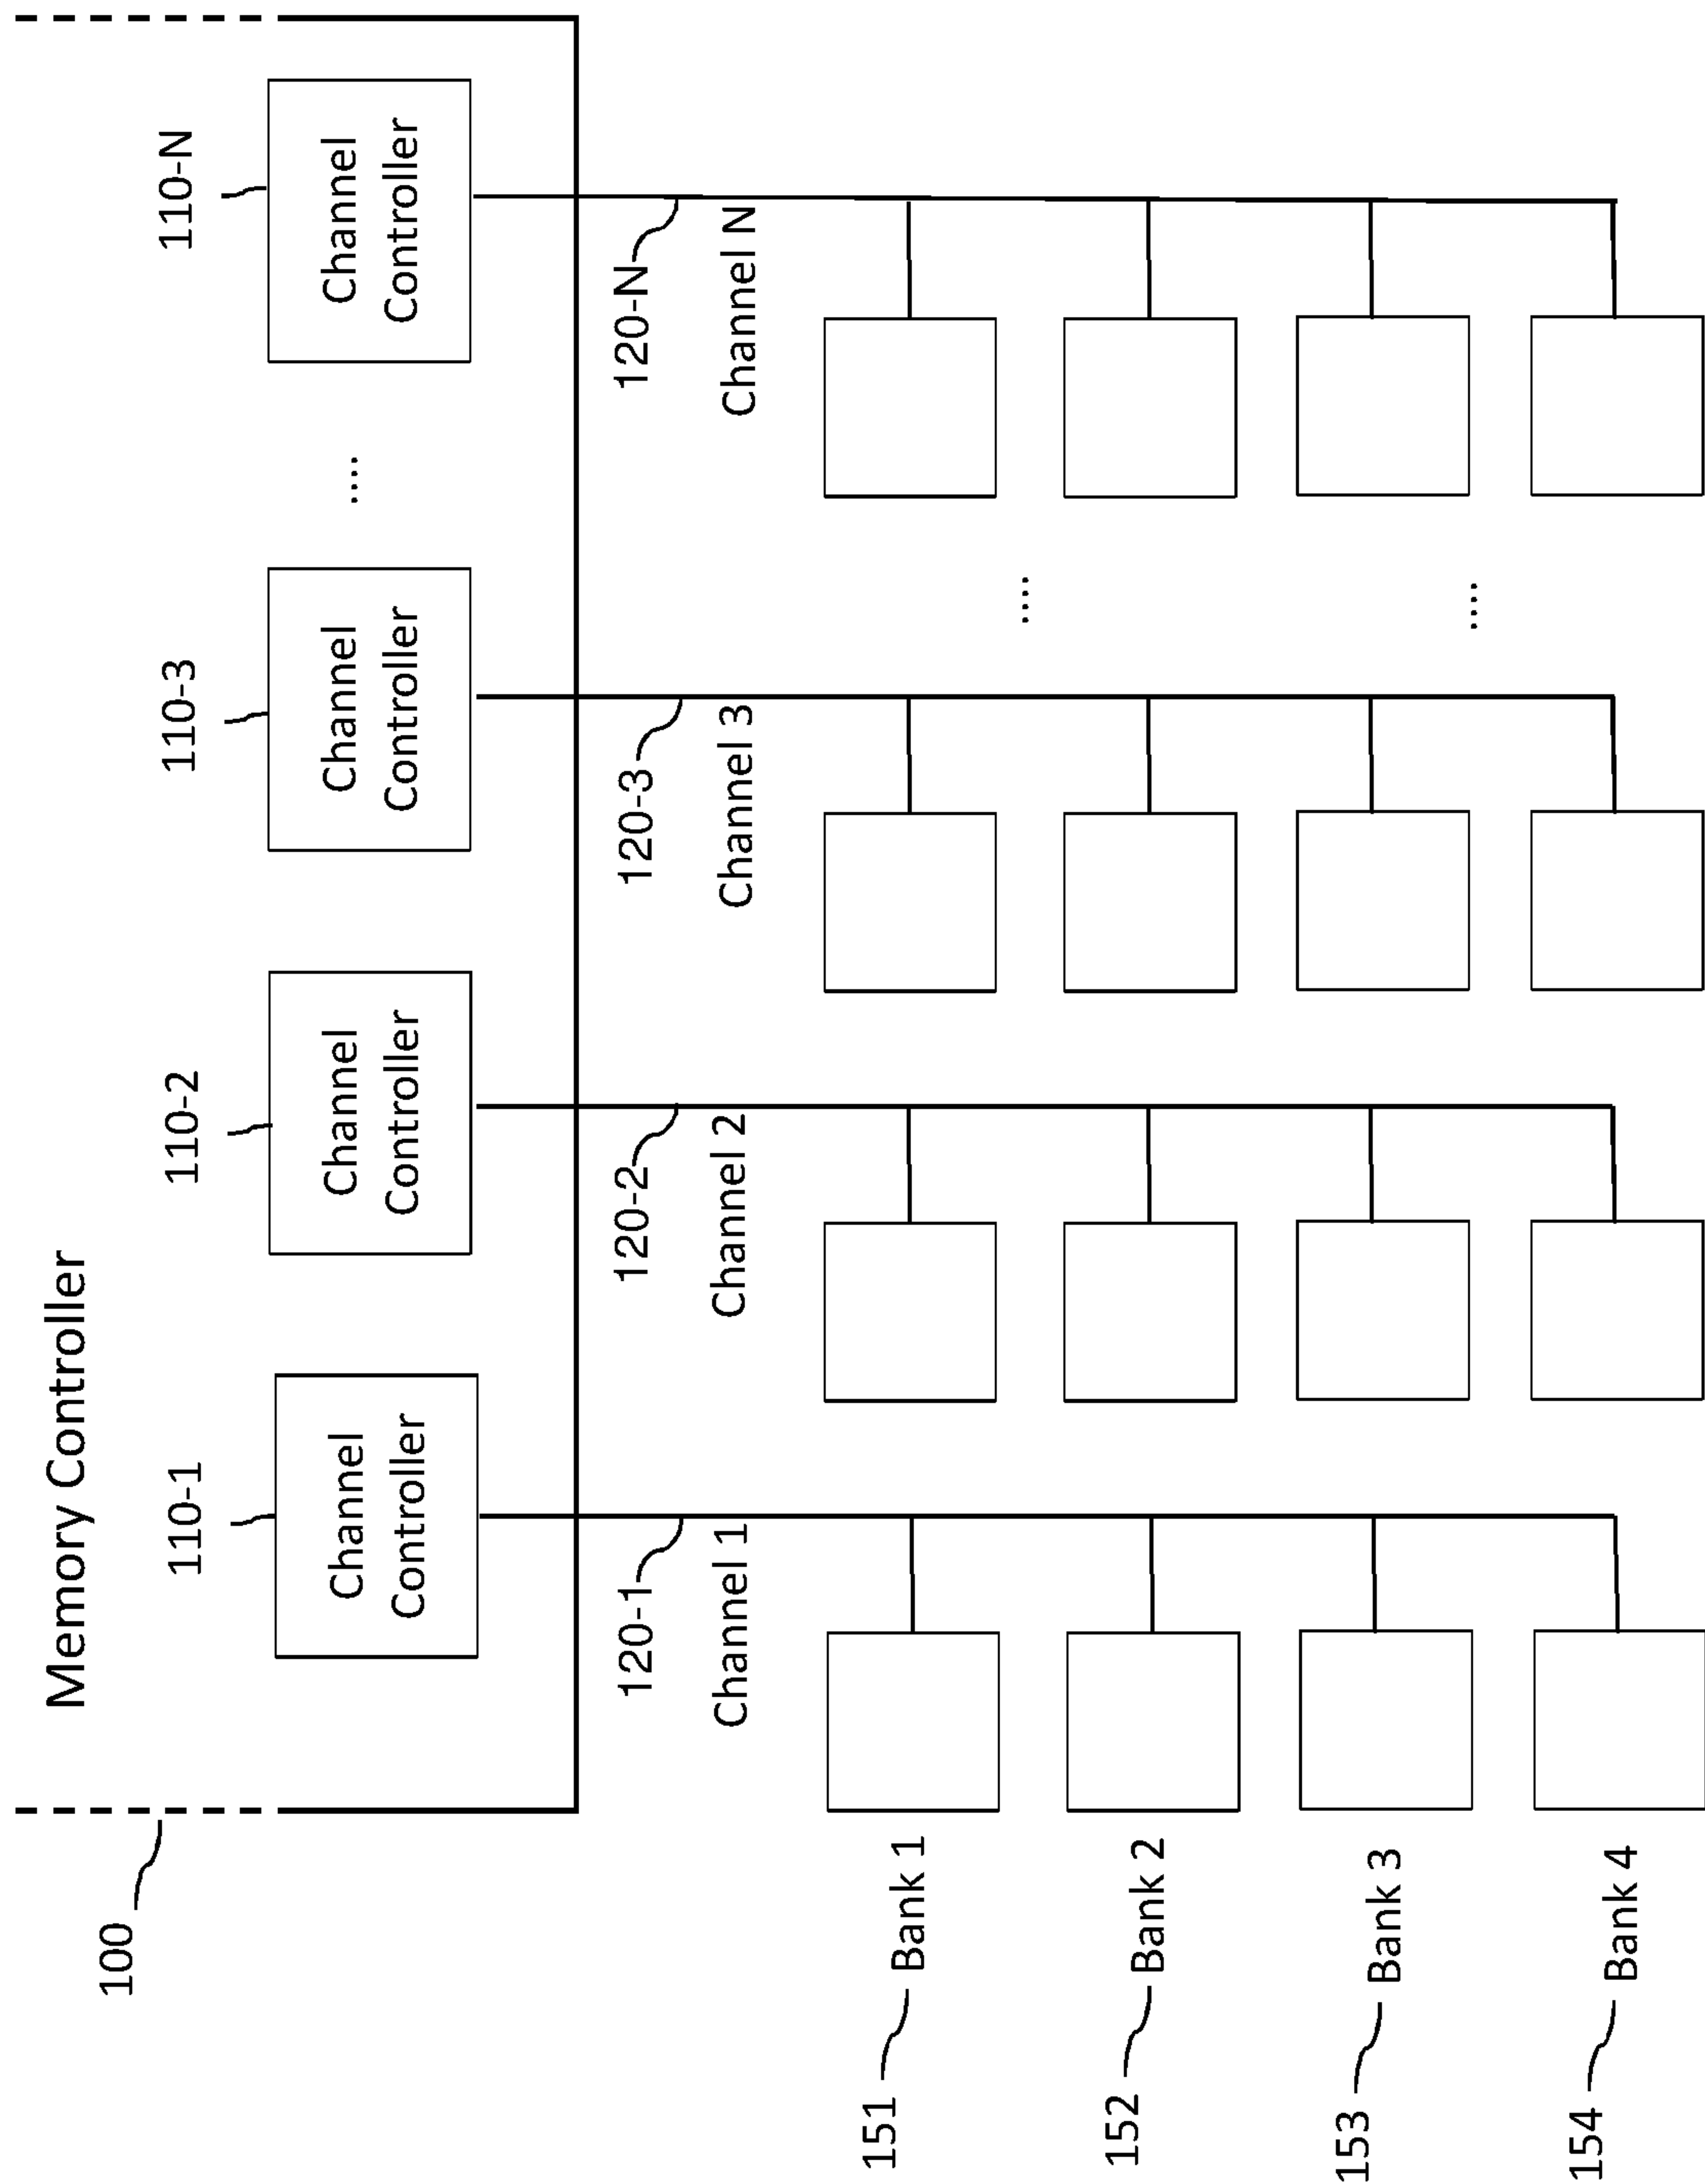 Memory Controller
100
110-1
110-2
110-3
110-N
Channel
Controller
Channel
Controller
Channel
Controller
....
Channel
Controller
120-1
Channel 1
120-2
Channel 2
120-3
Channel 3
120-N
Channel N
151
Bank 1
....
152
Bank 2
153
Bank 3
....
154
Bank 4